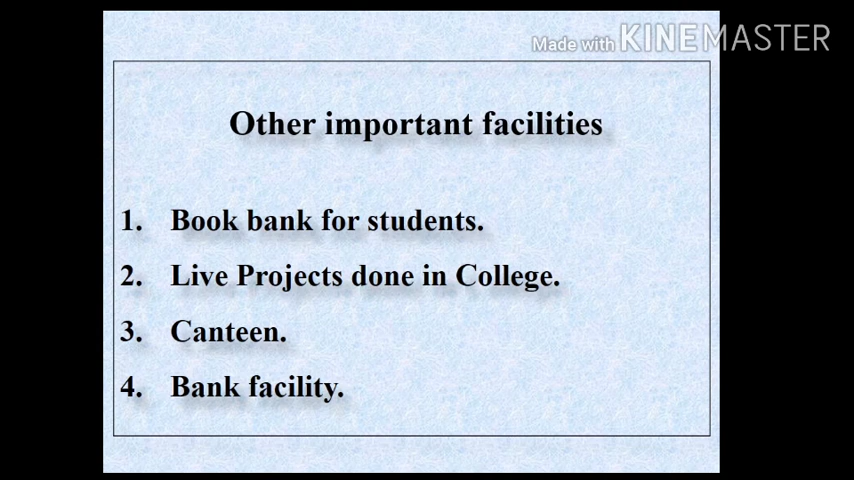 Made with KINEMASTER
Other important facilities
1. Book bank for students.
2. Live Projects done in College.
3. Canteen.
4. Bank facility.